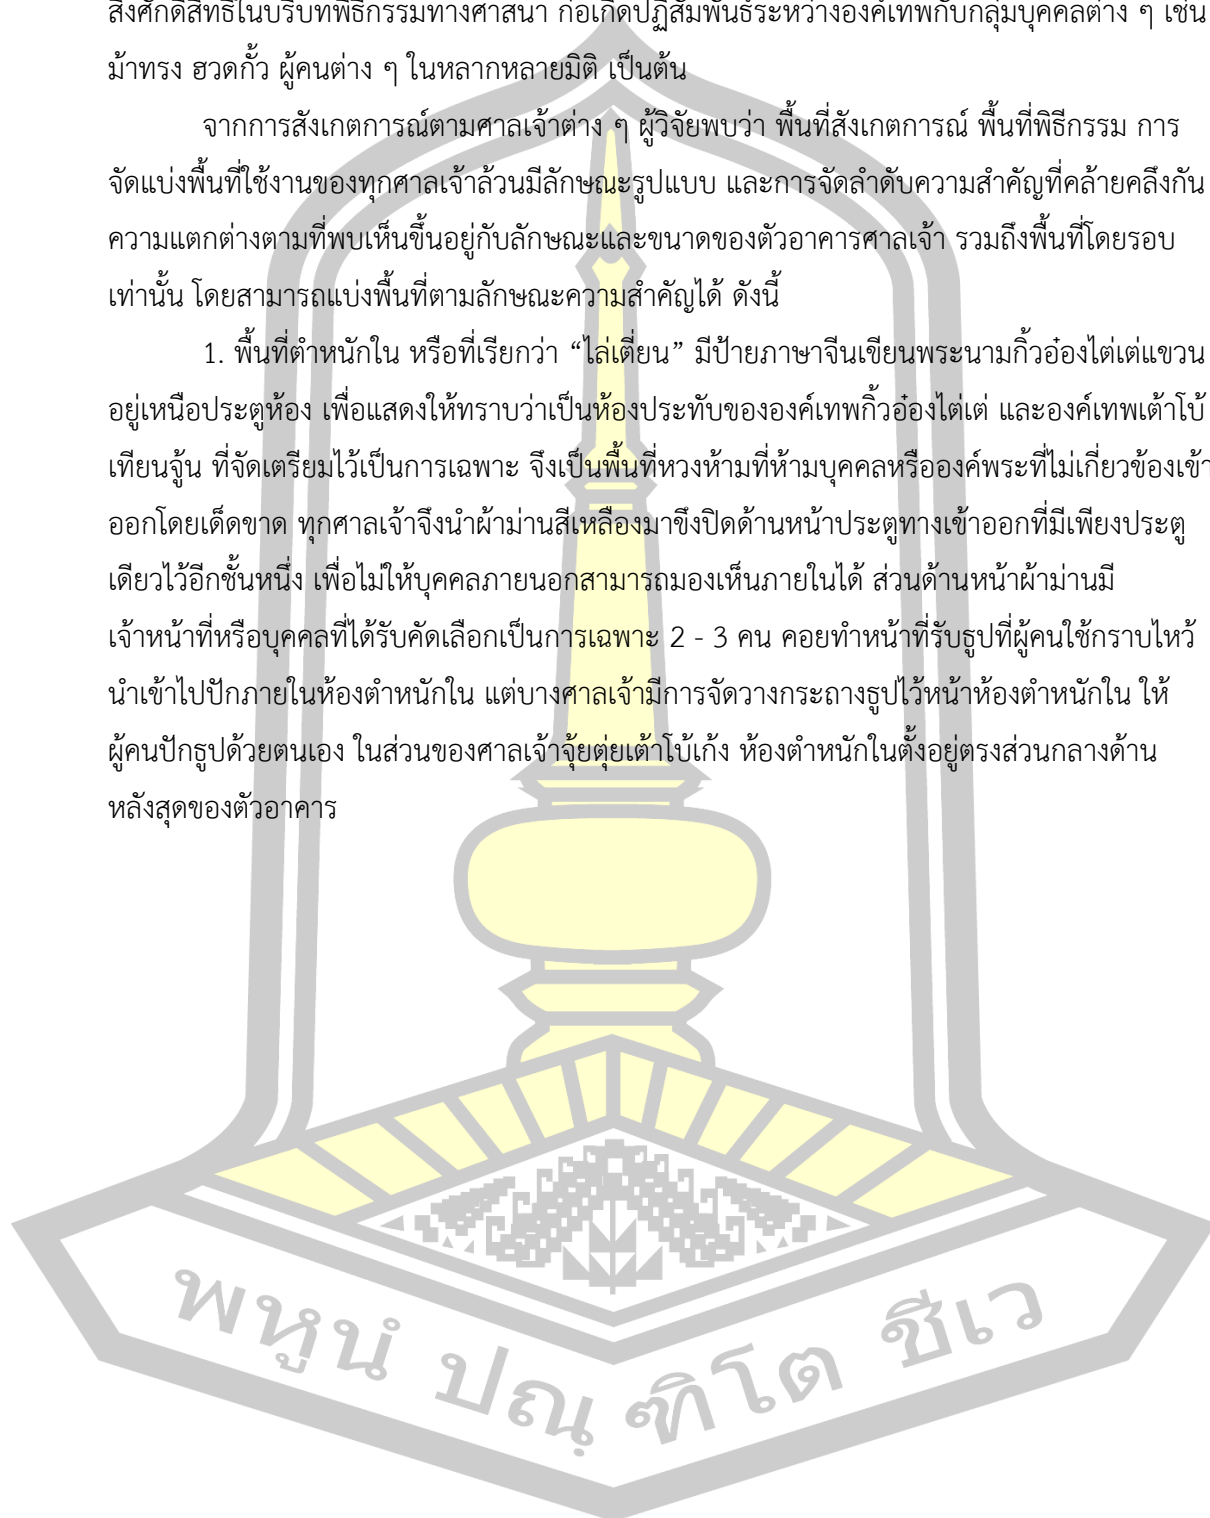 สิ่งศักดิ์สิทธิ์ในบริบทพิธีกรรมทางศาสนา ก่อเกิดปฏิสัมพันธ์ระหว่างองค์เทพกับกลุ่มบุคคลต่าง ๆ เช่น
ม้าทรง ฮวดกั้ว ผู้คนต่าง ๆ ในหลากหลายมิติ เป็นต้น
จากการสังเกตการณ์ตามศาลเจ้าต่าง ๆ ผู้วิจัยพบว่า พื้นที่สังเกตการณ์ พื้นที่พิธีกรรม การ
จัดแบ่งพื้นที่ใช้งานของทุกศาลเจ้าล้วนมีลักษณะรูปแบบ และการจัดลำดับความสำคัญที่คล้ายคลึงกัน
ความแตกต่างตามที่พบเห็นขึ้นอยู่กับลักษณะและขนาดของตัวอาคารศาลเจ้า รวมถึงพื้นที่โดยรอบ
เท่านั้น โดยสามารถแบ่งพื้นที่ตามลักษณะความสำคัญได้ ดังนี้
1. พื้นที่ตำหนักใน หรือที่เรียกว่า “ไล่เตี่ยน” มีป้ายภาษาจีนเขียนพระนามกิ้วอ๋องไต่เต่แขวน
อยู่เหนือประตูห้อง เพื่อแสดงให้ทราบว่าเป็นห้องประทับขององค์เทพกิ้วอ๋องไต่เต่ และองค์เทพเต้าโบ้
เทียนจู้น ที่จัดเตรียมไว้เป็นการเฉพาะ จึงเป็นพื้นที่หวงห้ามที่ห้ามบุคคลหรือองค์พระที่ไม่เกี่ยวข้องเข้า
ออกโดยเด็ดขาด ทุกศาลเจ้าจึงนำผ้าม่านสีเหลืองมาขึงปิดด้านหน้าประตูทางเข้าออกที่มีเพียงประตู
เดียวไว้อีกชั้นหนึ่ง เพื่อไม่ให้บุคคลภายนอกสามารถมองเห็นภายในได้ ส่วนด้านหน้าผ้าม่านมี
เจ้าหน้าที่หรือบุคคลที่ได้รับคัดเลือกเป็นการเฉพาะ 2 - 3 คน คอยทำหน้าที่รับธูปที่ผู้คนใช้กราบไหว้
นำเข้าไปปักภายในห้องตำหนักใน แต่บางศาลเจ้ามีการจัดวางกระถางธูปไว้หน้าห้องตำหนักใน ให้
ผู้คนปักธูปด้วยตนเอง ในส่วนของศาลเจ้าจุ้ยตุ่ยเต้าโบ้เก้ง ห้องตำหนักในตั้งอยู่ตรงส่วนกลางด้าน
หลังสุดของตัวอาคาร
พหูนํ ปณฺฑิโต ชีเว